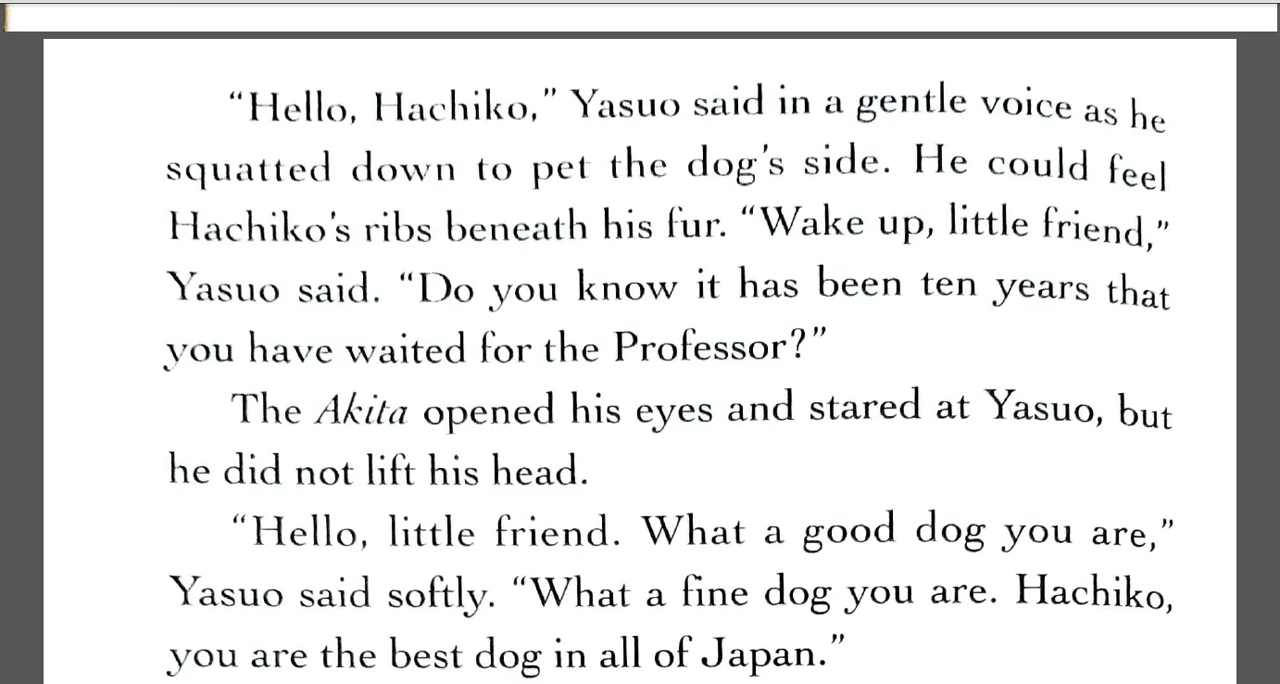 “Hello, Hachiko,” Yasuo said in a gentle voice as he
squatted down to pet the dog’s side. He could feel
Hachiko’s ribs beneath his fur. “Wake up, little friend,”
Yasuo said. “Do you know it has been ten years that
you have waited for the Professor?”
The Akita opened his eyes and stared at Yasuo, but
he did not lift his head.
“Hello, little friend. What a good dog you are,”
Yasuo said softly. “What a fine dog you are. Hachiko,
you are the best dog in all of Japan.”